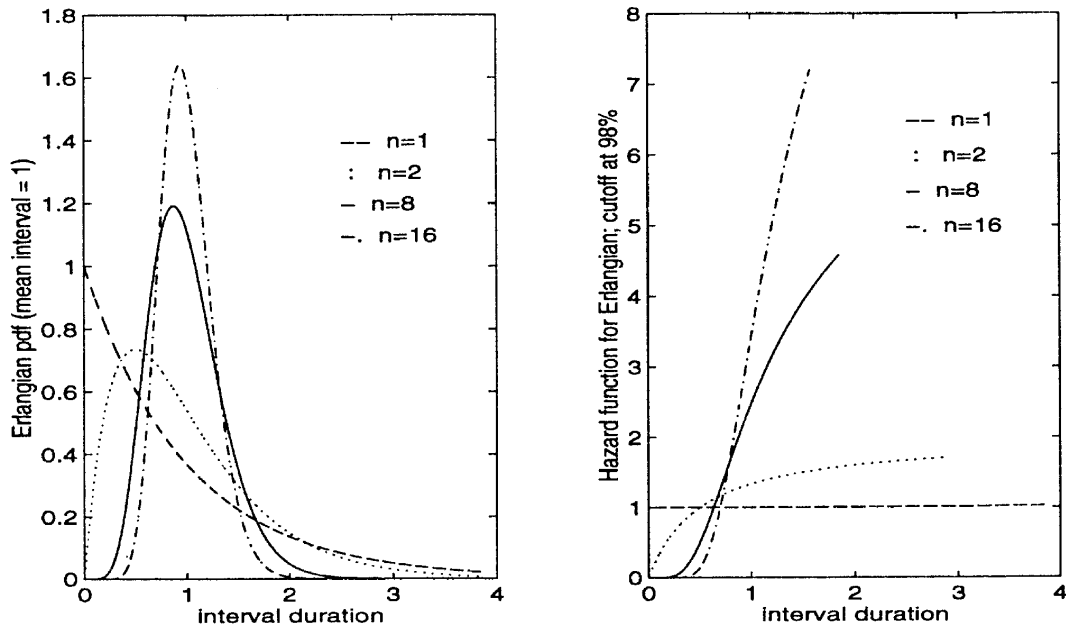 Erlangian pdf (mean interval = 1)
1.8
1.6
1.4
1.2
1
0.8
0.6
0.4
0.2
0
0
1
2
3
4
interval duration
n=1
n=2
n=8
n=16
Hazard function for Erlangian; cutoff at 98%
8
7
6
5
4
3
2
1
0
0
1
2
3
4
interval duration
n=1
n=2
n=8
n=16